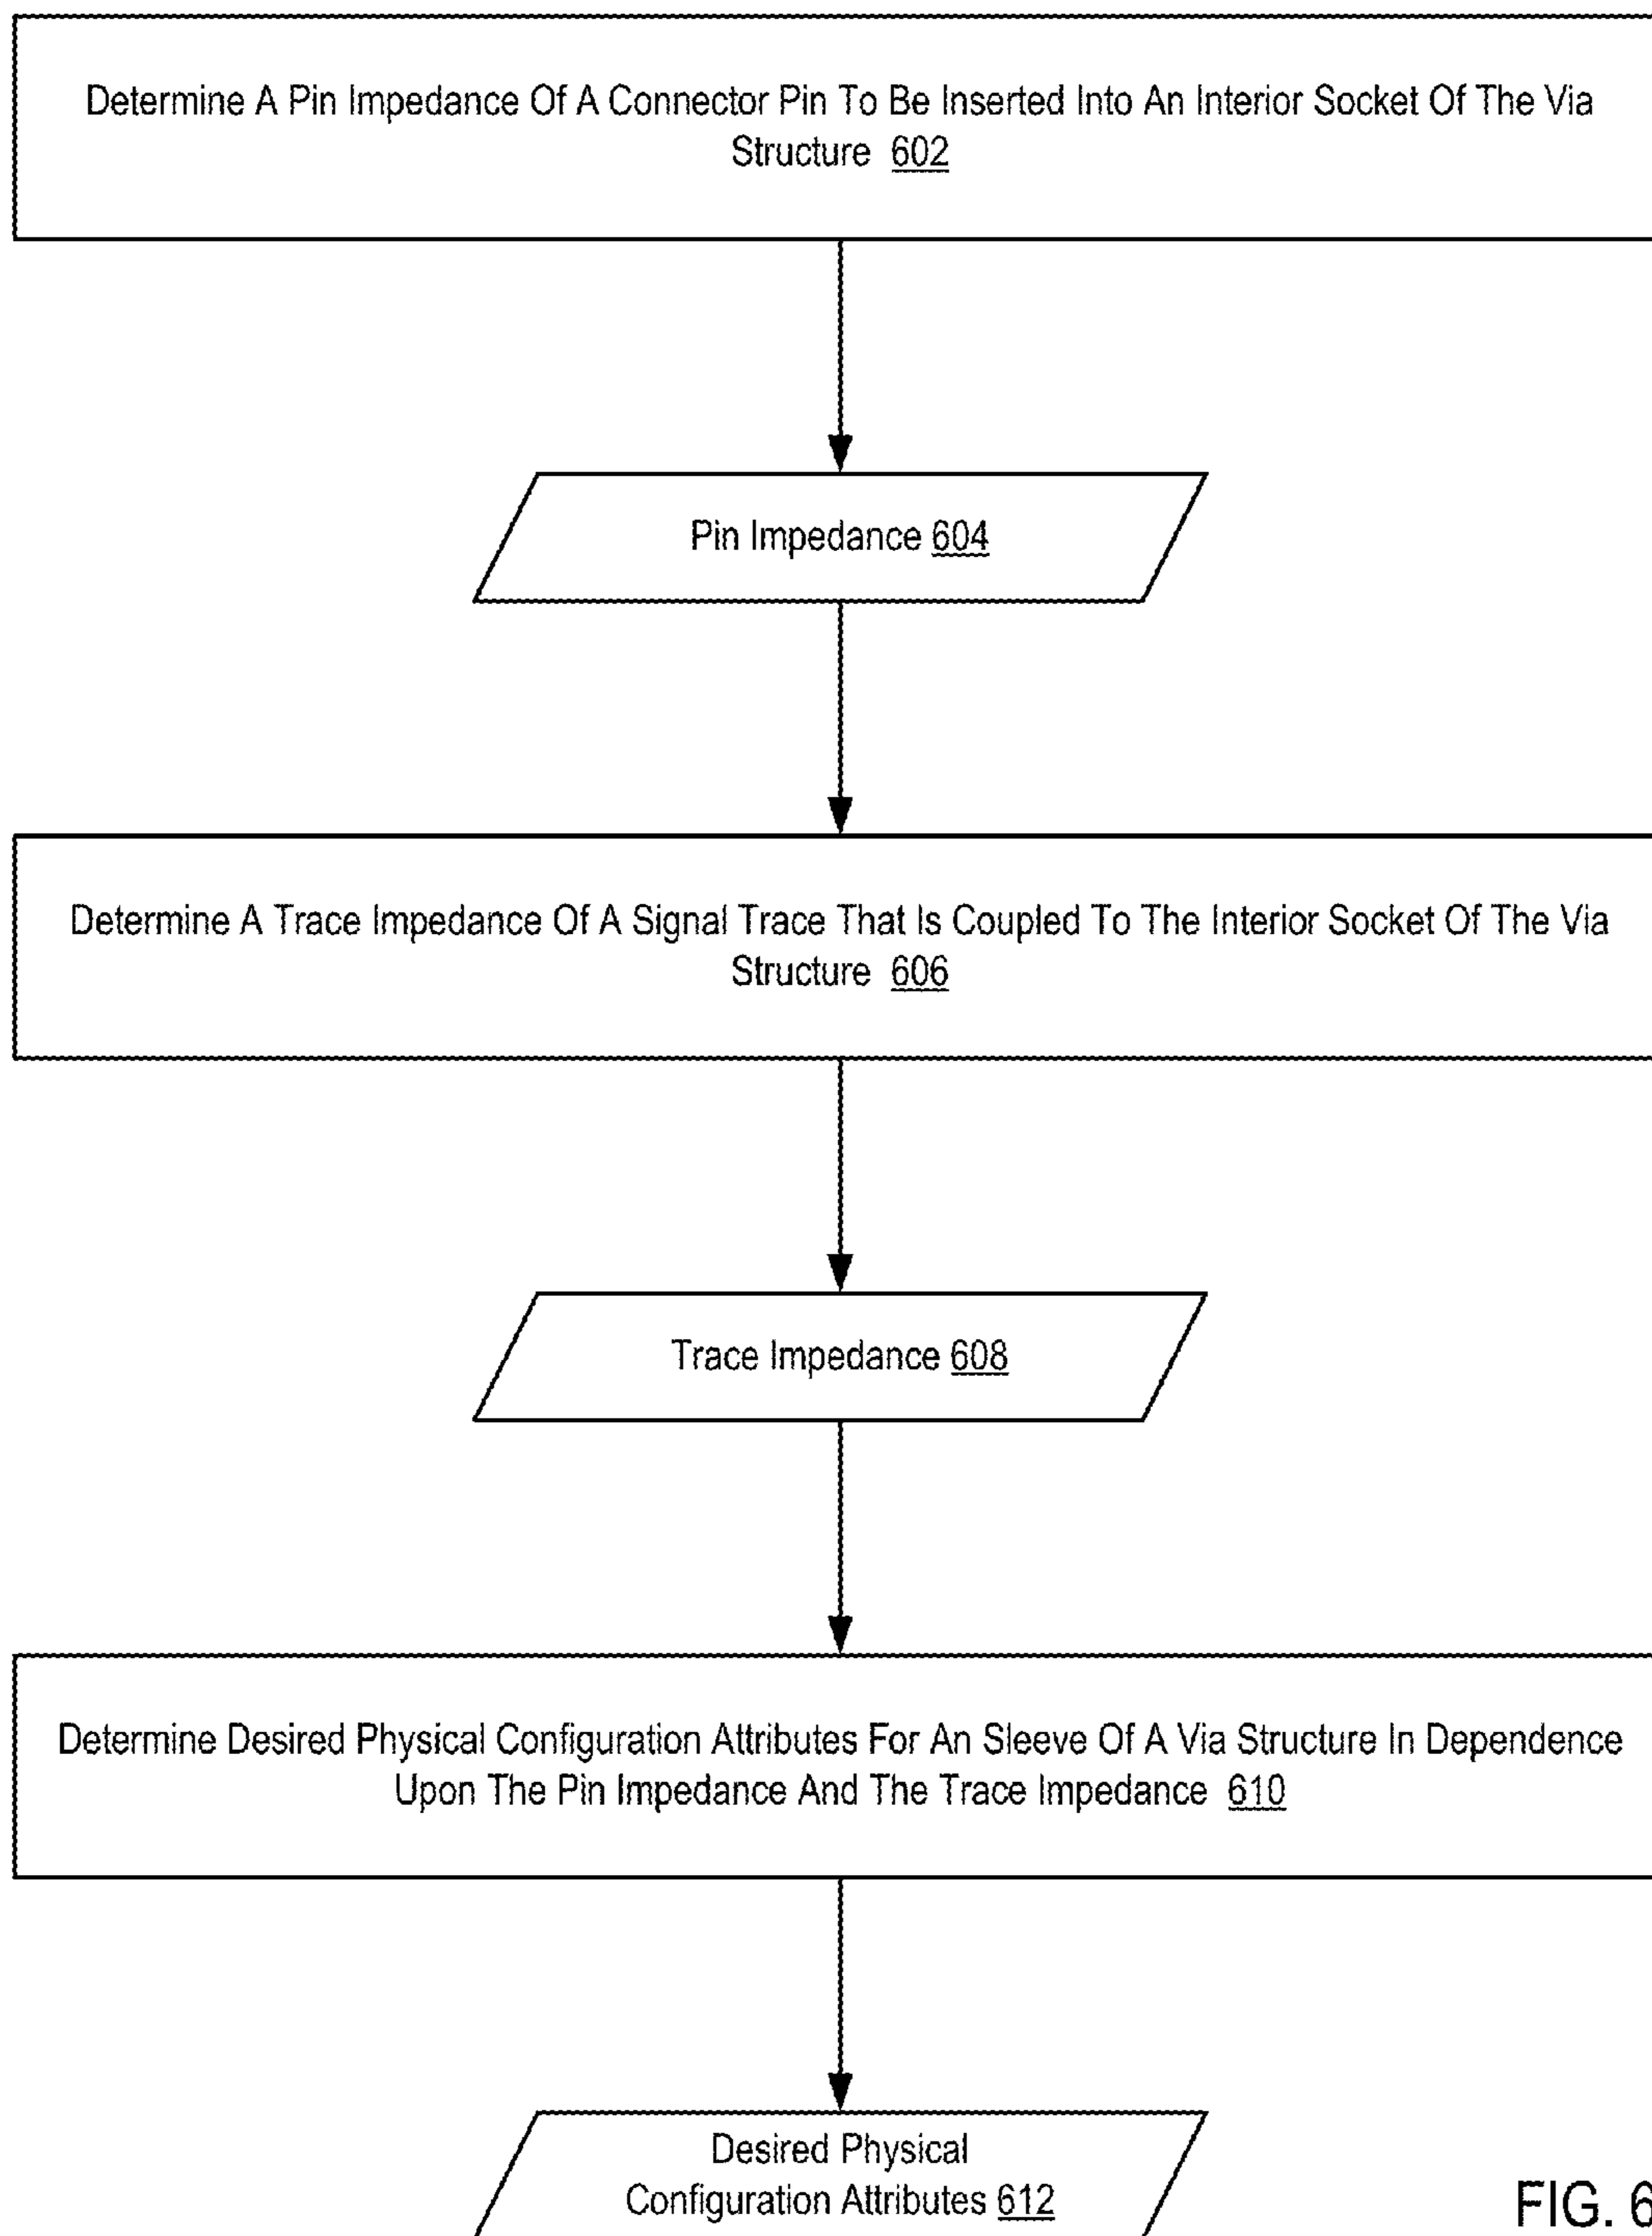 Determine A Pin Impedance Of A Connector Pin To Be Inserted Into An Interior Socket Of The Via
Structure 602
Pin Impedance 604
Determine A Trace Impedance Of A Signal Trace That Is Coupled To The Interior Socket Of The Via
Structure 606
Trace Impedance 608
Determine Desired Physical Configuration Attributes For An Sleeve Of A Via Structure In Dependence
Upon The Pin Impedance And The Trace Impedance 610
Desired Physical
Configuration Attributes 612
FIG. 6